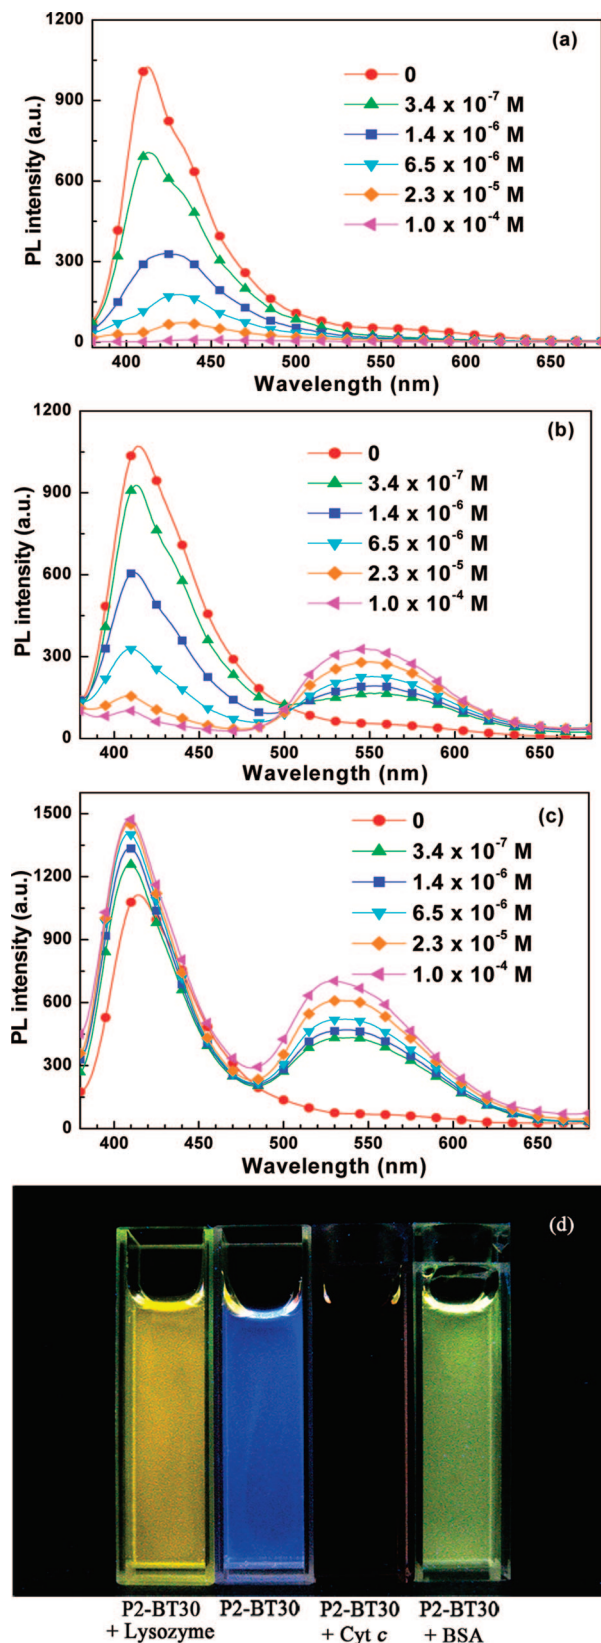 1200
(a)
0
3.4 x 10⁻⁷ M
1.4 x 10⁻⁶ M
6.5 x 10⁻⁶ M
2.3 x 10⁻⁵ M
1.0 x 10⁻⁴ M
900
600
300
0
PL intensity (a.u.)
400 450 500 550 600 650
Wavelength (nm)
1200
(b)
0
3.4 x 10⁻⁷ M
1.4 x 10⁻⁶ M
6.5 x 10⁻⁶ M
2.3 x 10⁻⁵ M
1.0 x 10⁻⁴ M
900
600
300
0
PL intensity (a.u.)
400 450 500 550 600 650
Wavelength (nm)
1500
(c)
0
3.4 x 10⁻⁷ M
1.4 x 10⁻⁶ M
6.5 x 10⁻⁶ M
2.3 x 10⁻⁵ M
1.0 x 10⁻⁴ M
1200
900
600
300
0
PL intensity (a.u.)
400 450 500 550 600 650
Wavelength (nm)
(d)
P2-BT30 P2-BT30 P2-BT30 P2-BT30
+ Lysozyme + Cyt c + BSA